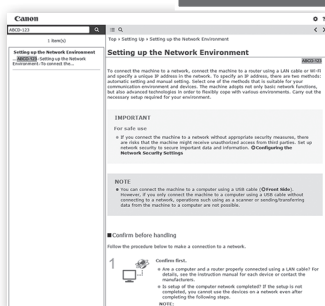 Canon
ABCD-123
1 item(s)
Setting up the Network Environment
ABCD-123: Setting up the Network
Environment: To connect the...
Top > Setting Up > Setting up the Network Environment
Setting up the Network Environment
ABCD-123
To connect the machine to a network, connect the machine to a router using a LAN cable or Wi-Fi
and specify a unique IP address in the network. To specify an IP address, there are two methods:
automatic setting and manual setting. Select one of the methods that is suitable for your
communication environment and devices. The machine adopts not only basic network functions,
but also advanced technologies in order to flexibly cope with various environments. Carry out the
necessary setup required for your environment.
IMPORTANT
For safe use
If you connect the machine to a network without appropriate security measures, there
are risks that the machine might receive unauthorized access from third parties. Set up
network security to secure important data and information. Configuring the
Network Security Settings
NOTE
You can connect the machine to a computer using a USB cable (Front Side).
However, if you only connect the machine to a computer using a USB cable without
connecting to a network, operations such as using as a scanner or sending/transferring
data from the machine to a computer are not possible.
■Confirm before handling
Follow the procedure below to make a connection to a network.
1
Confirm first.
Are a computer and a router properly connected using a LAN cable? For
details, see the instruction manual for each device or contact the
manufacturers.
Is setup of the computer network completed? If the setup is not
completed, you cannot use the devices on a network even after
completing the following steps.
NOTE: